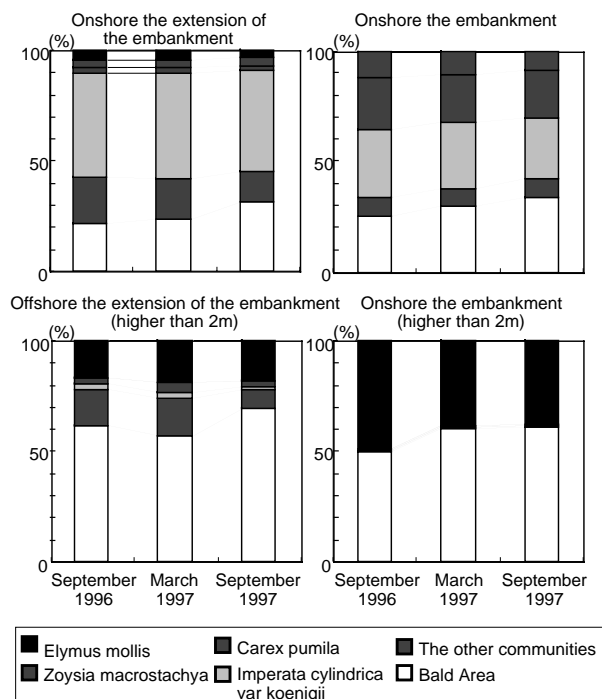 Onshore the extension of
the embankment
Onshore the embankment
(%)
100
50
0
(%)
100
50
0
Offshore the extension of the embankment
(higher than 2m)
Onshore the embankment
(higher than 2m)
(%)
100
50
0
(%)
100
50
0
September
1996
March
1997
September
1997
September
1996
March
1997
September
1997
Elymus mollis
Carex pumila
The other communities
Zoysia macrostachya
Imperata cylindrica
var koenigii
Bald Area